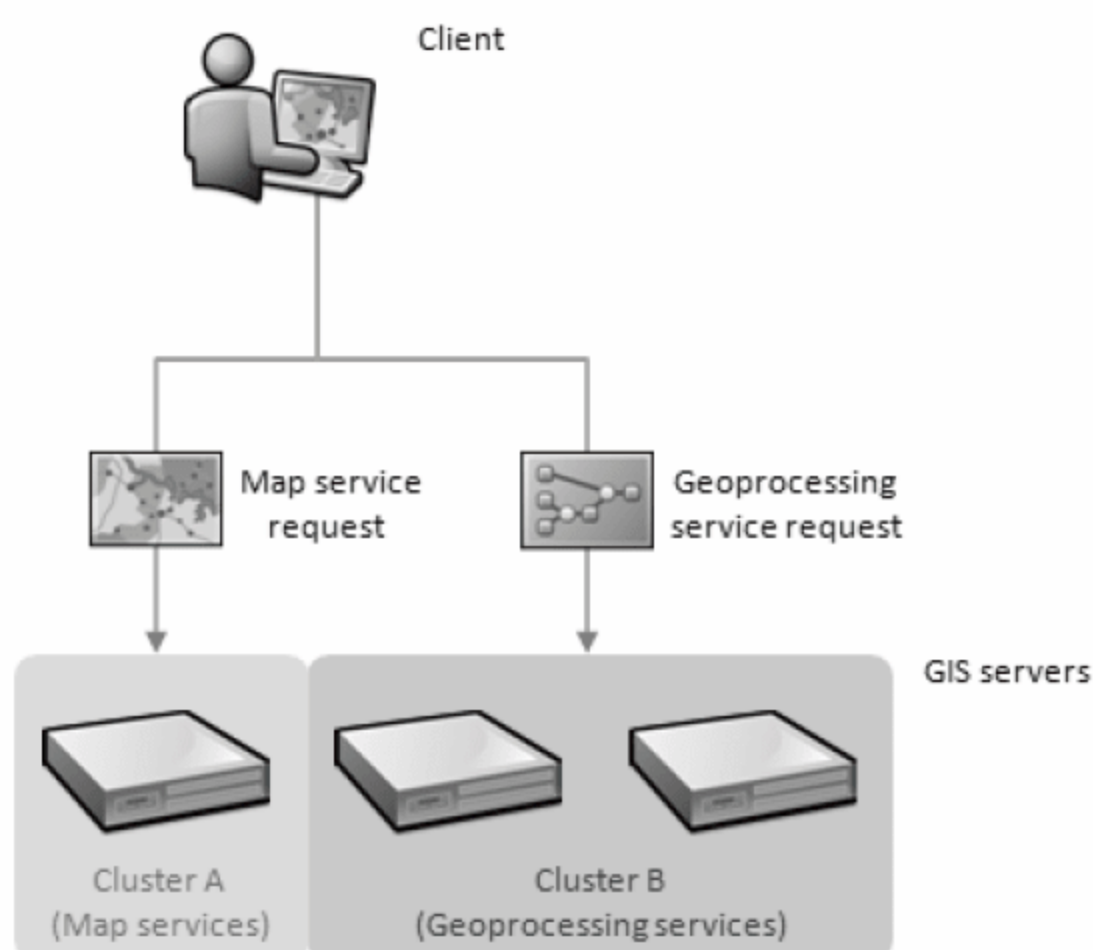 Client
Map service
request
Geoprocessing
service request
GIS servers
Cluster A
(Map services)
Cluster B
(Geoprocessing services)